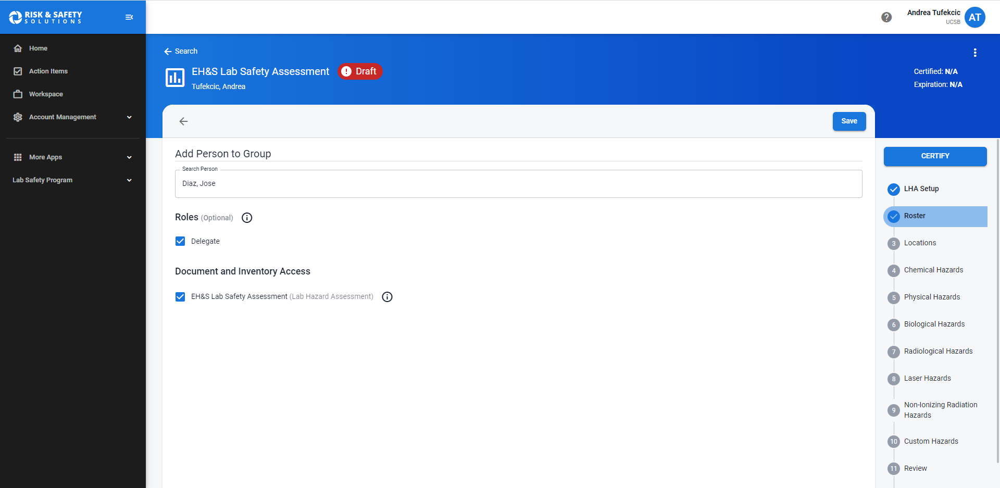 RISK & SAFETY
SOLUTIONS
Andrea Tufekcic
UCSB
AT
Home
Action Items
Workspace
Account Management
More Apps
Lab Safety Program
Search
EH&S Lab Safety Assessment
Draft
Tufekcic, Andrea
Certified: N/A
Expiration: N/A
Save
Add Person to Group
Search Person
Diaz, Jose
Roles (Optional)
Delegate
Document and Inventory Access
EH&S Lab Safety Assessment (Lab Hazard Assessment)
CERTIFY
LHA Setup
Roster
3 Locations
4 Chemical Hazards
5 Physical Hazards
6 Biological Hazards
7 Radiological Hazards
8 Laser Hazards
9 Non-Ionizing Radiation
Hazards
10 Custom Hazards
11 Review